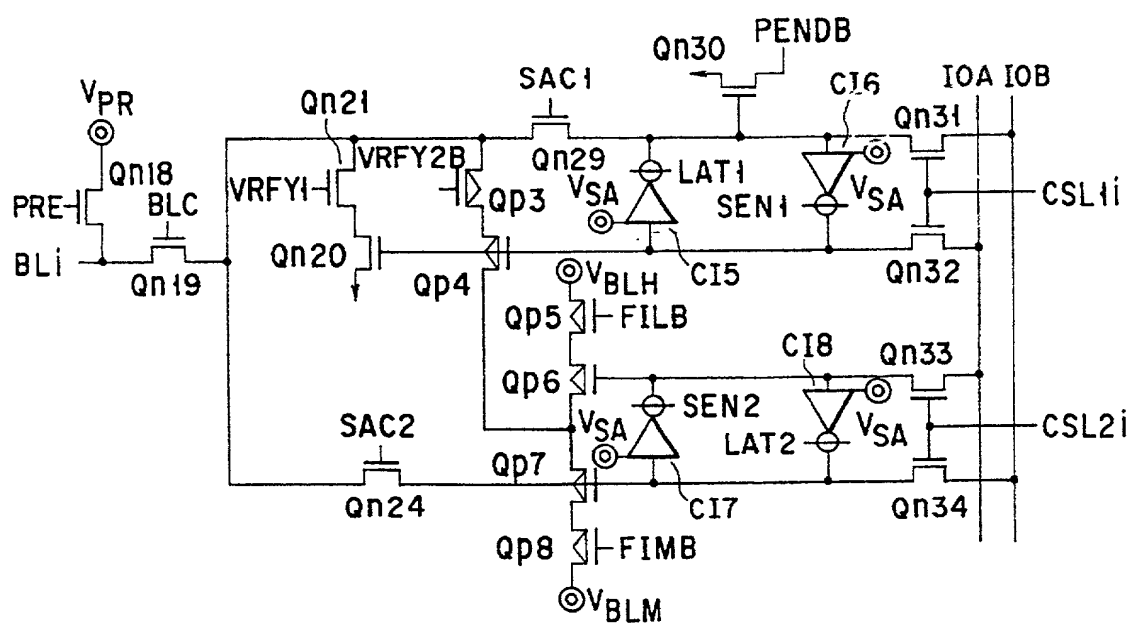 PENDB
Qn30
IOA IOB
SAC1
CI6
VPR
Qn21
Qn31
VRFY2B
Qn29
LAT1
Qn18
VRFY1
Qp3
VSA
SEN1
VSA
CSL1i
PRE
BLC
BLi
Qn19
Qn20
Qp4
VBLH
CI5
Qn32
Qp5
FILB
CI8
Qn33
Qp6
SEN2
SAC2
VSA
LAT2
VSA
CSL2i
Qp7
Qn24
CI7
Qn34
Qp8
FIMB
VBLM